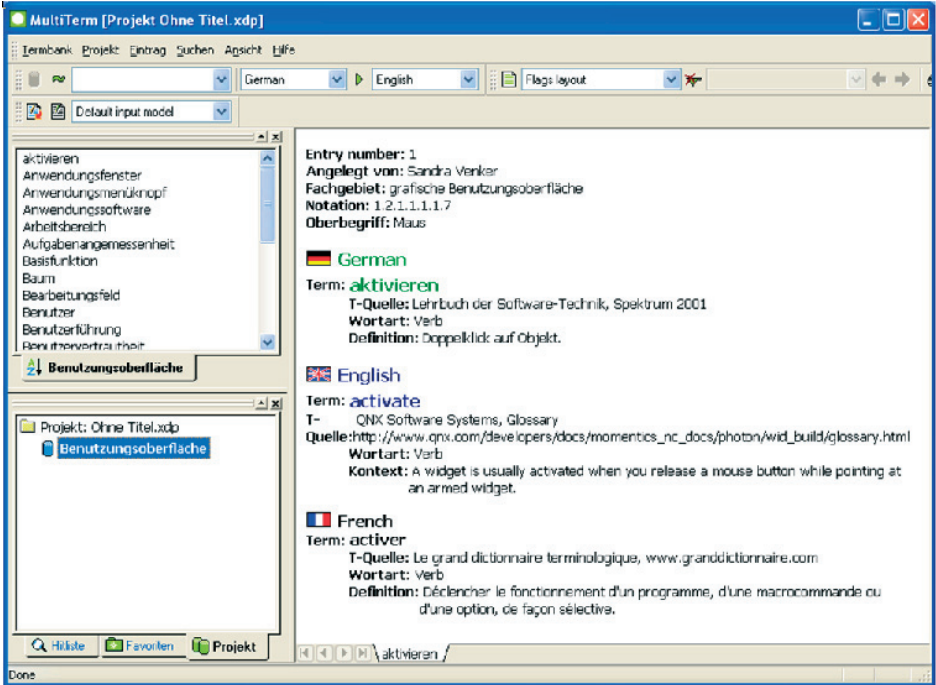 MultiTerm [Projekt Ohne Titel.xdp]
Termbank Projekt Eintrag Suchen Ansicht Hilfe
German English Flags layout
Default input model
aktivieren
Anwendungsfenster
Anwendungsmenüknopf
Anwendungssoftware
Arbeitsbereich
Aufgabenangemessenheit
Basisfunktion
Baum
Bearbeitungsfeld
Benutzer
Benutzerführung
Benutzervertrautheit
Benutzungsoberfläche
Projekt: Ohne Titel.xdp
Benutzungsoberfläche
Hitliste Favoriten Projekt
Entry number: 1
Angelegt von: Sandra Venker
Fachgebiet: grafische Benutzungsoberfläche
Notation: 1.2.1.1.1.1.7
Oberbegriff: Maus
German
Term: aktivieren
T-Quelle: Lehrbuch der Software-Technik, Spektrum 2001
Wortart: Verb
Definition: Doppelklick auf Objekt.
English
Term: activate
T- QNX Software Systems, Glossary
Quelle:http://www.qnx.com/developers/docs/momentics_nc_docs/photon/wid_build/glossary.html
Wortart: Verb
Kontext: A widget is usually activated when you release a mouse button while pointing at
an armed widget.
French
Term: activer
T-Quelle: Le grand dictionnaire terminologique, www.granddictionnaire.com
Wortart: Verb
Definition: Déclencher le fonctionnement d'un programme, d'une macrocommande ou
d'une option, de façon sélective.
aktivieren
Done